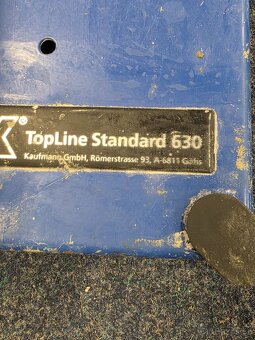 ® TopLine Standard 630
Kaufmann GmbH, Römerstrasse 93, A-6811 Göfis